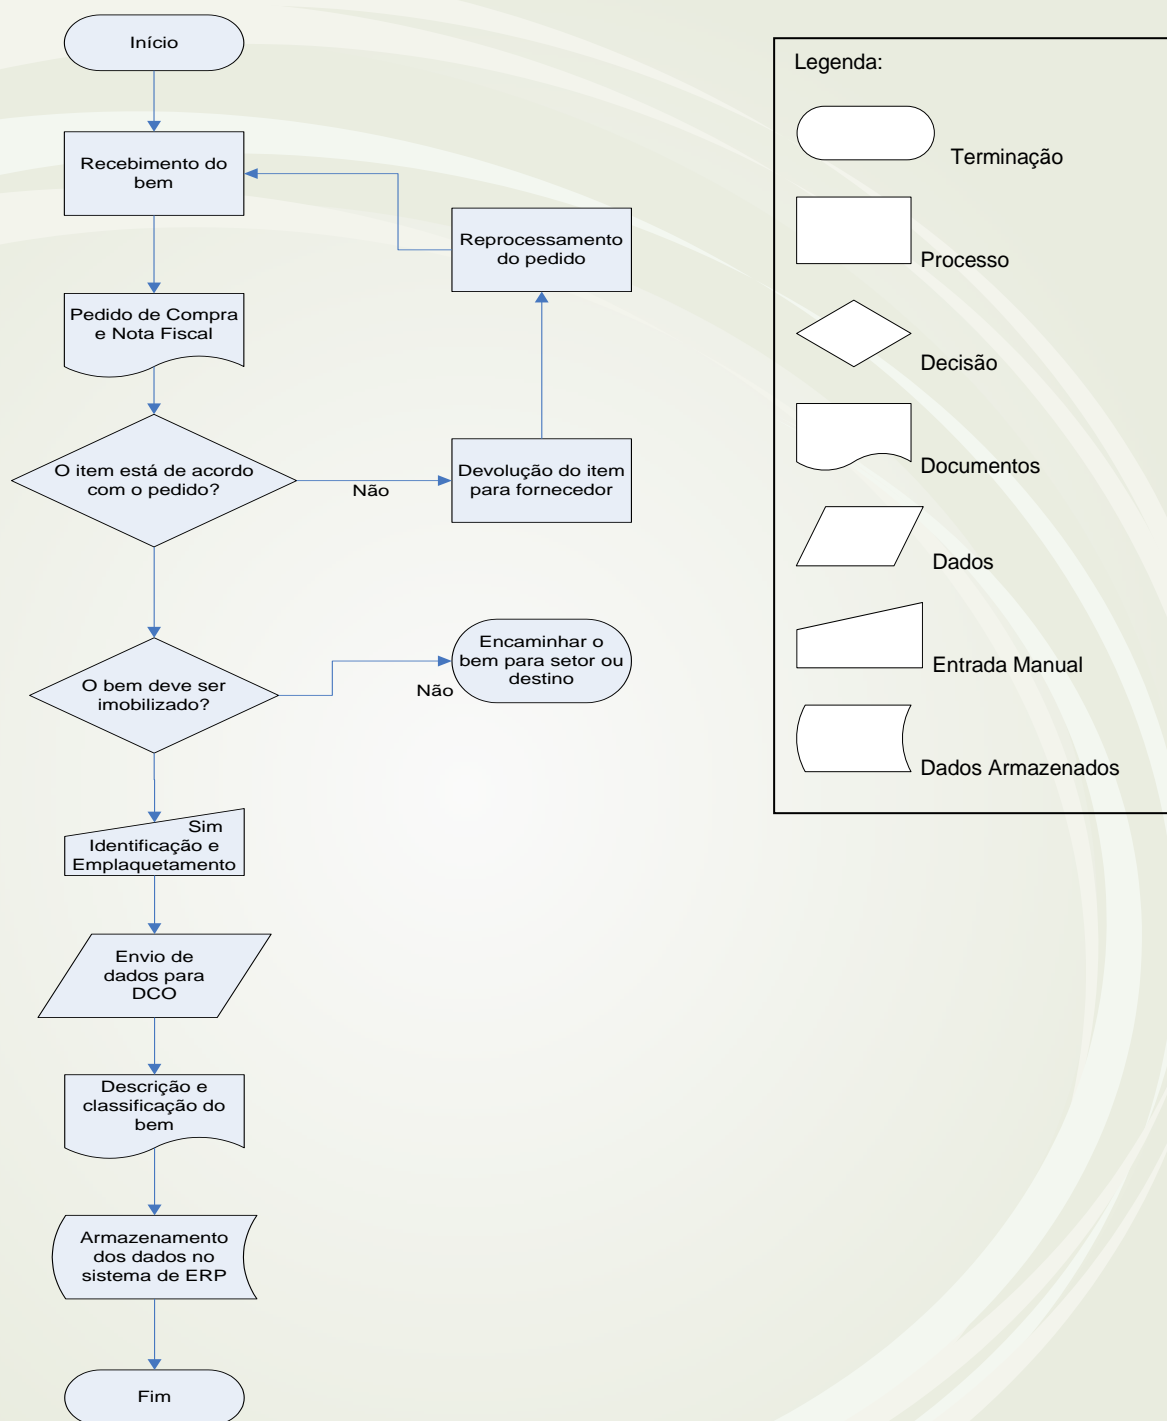 Início
Recebimento do
bem
Reprocessamento
do pedido
Pedido de Compra
e Nota Fiscal
O item está de acordo
com o pedido?
Não
Devolução do item
para fornecedor
O bem deve ser
imobilizado?
Não
Encaminhar o
bem para setor ou
destino
Sim
Identificação e
Emplaquetamento
Envio de
dados para
DCO
Descrição e
classificação do
bem
Armazenamento
dos dados no
sistema de ERP
Fim
Legenda:
Terminação
Processo
Decisão
Documentos
Dados
Entrada Manual
Dados Armazenados